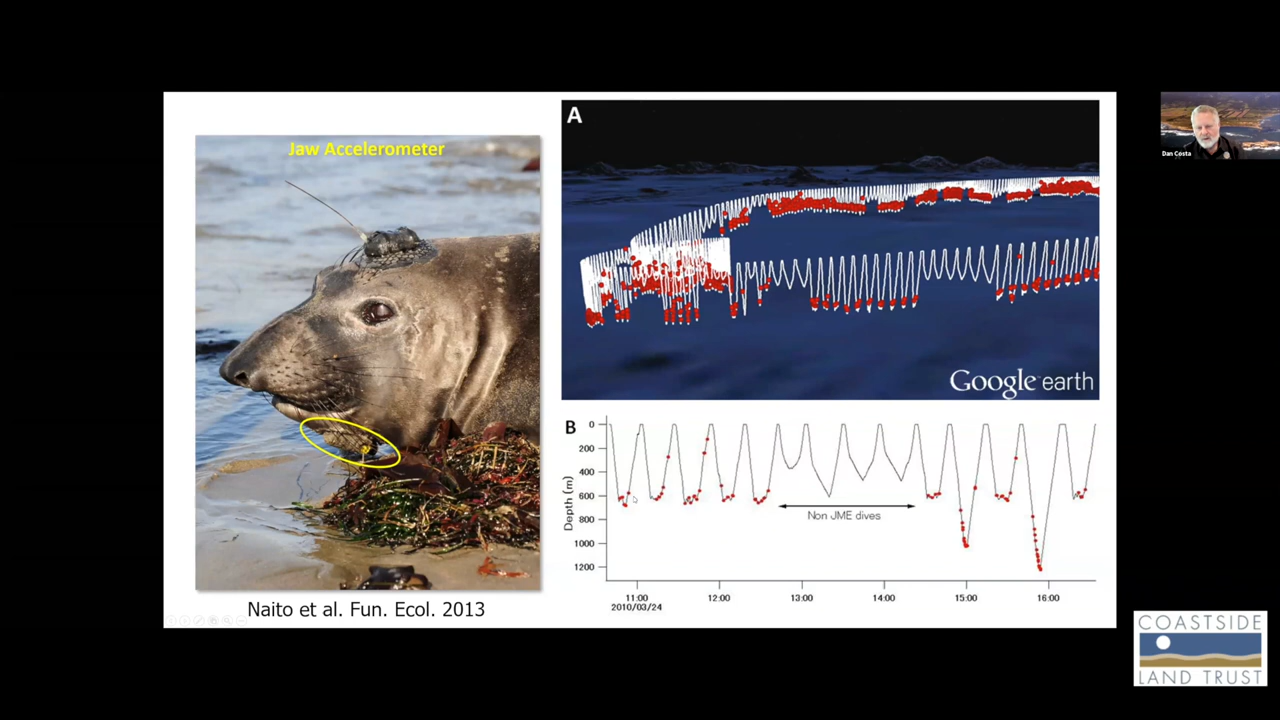 Jaw Accelerometer
Naito et al. Fun. Ecol. 2013
A
Google earth
B
Depth (m)
0
200
400
600
800
1000
1200
Non JME dives
11:00 12:00 13:00 14:00 15:00 16:00
2010/03/24
Dan Costa
COASTSIDE
LAND TRUST